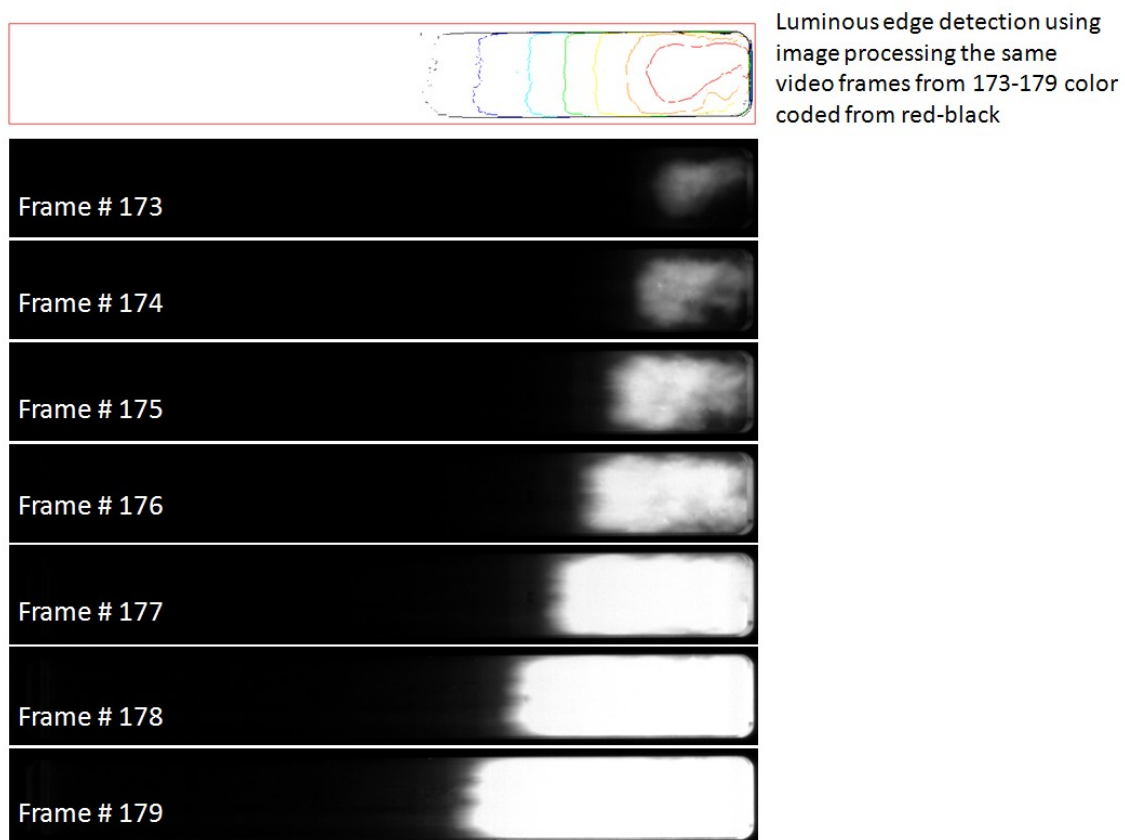 Luminous edge detection using
image processing the same
video frames from 173-179 color
coded from red-black
Frame # 173
Frame # 174
Frame # 175
Frame # 176
Frame # 177
Frame # 178
Frame # 179